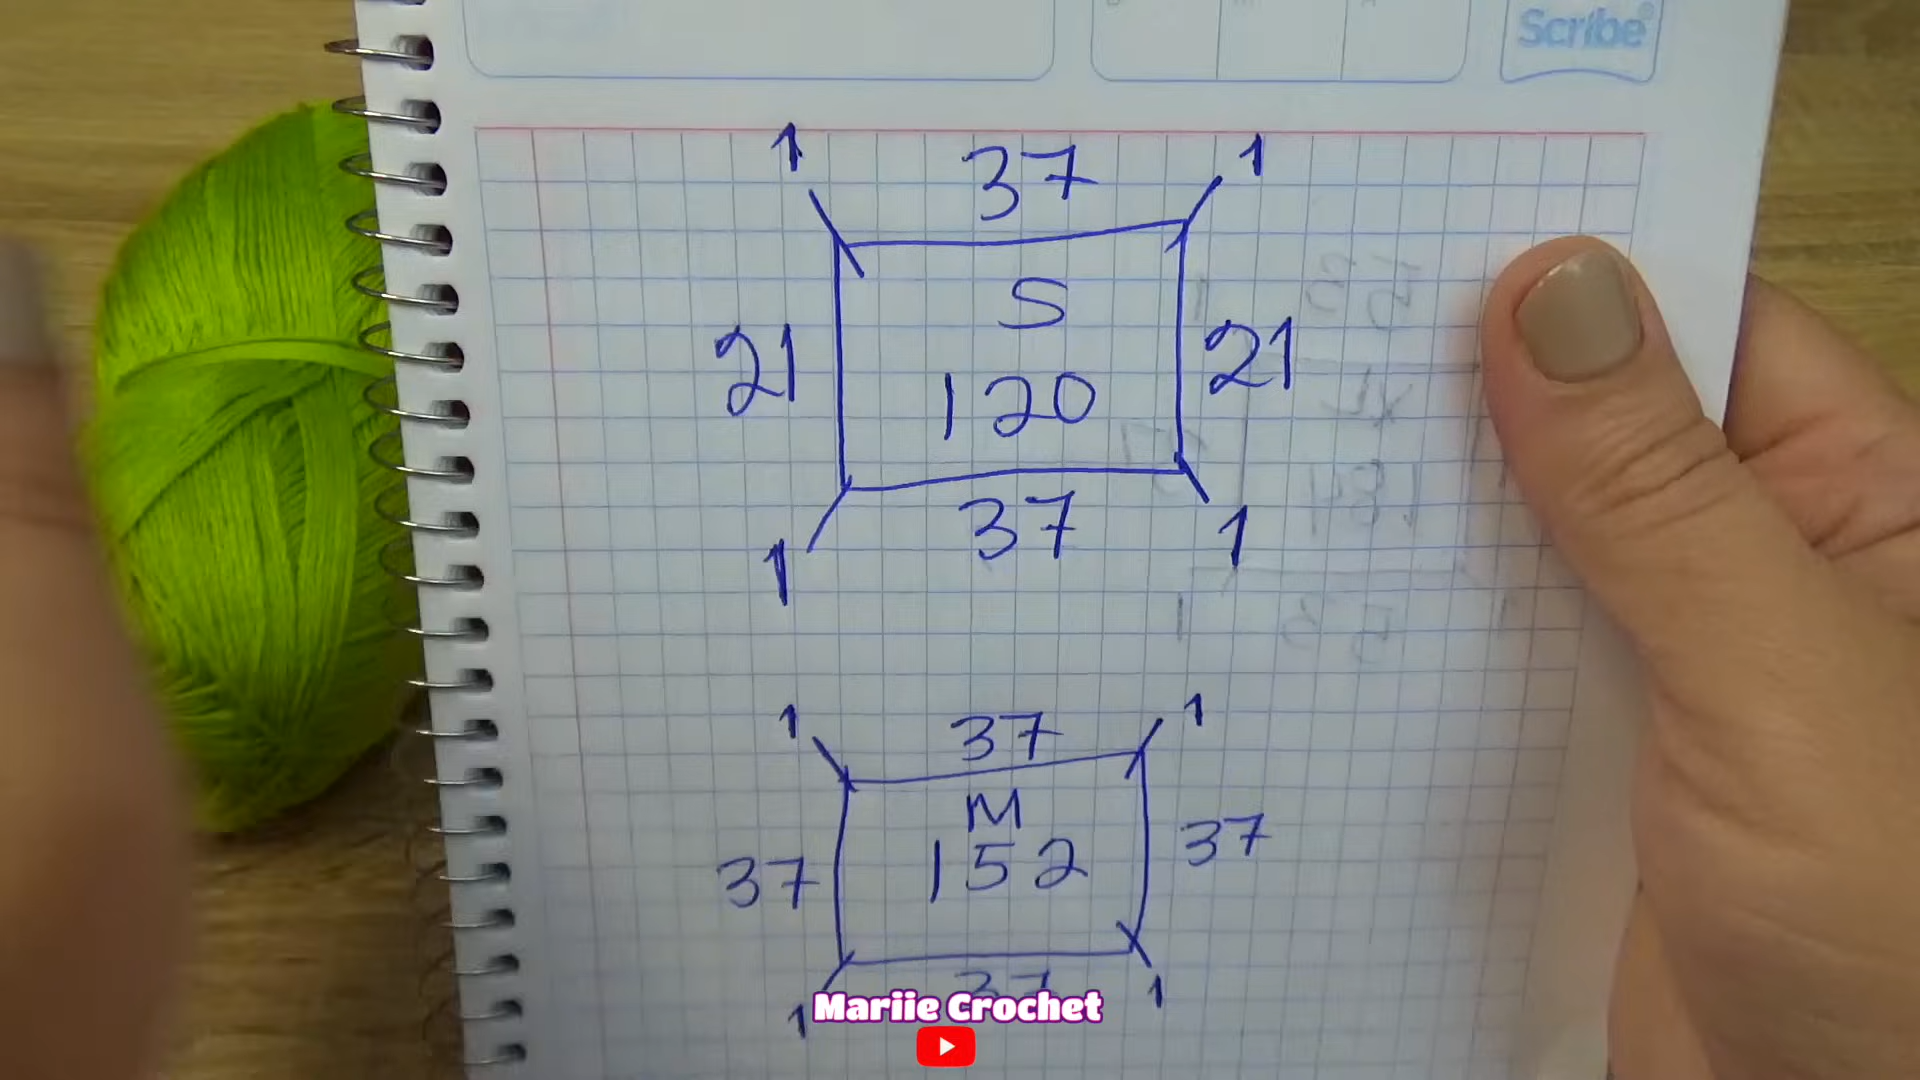 Scribe
1 37 1
S
21 120 21
37
1 1
1 37 1
M
37 152 37
37
1 1
Mariie Crochet